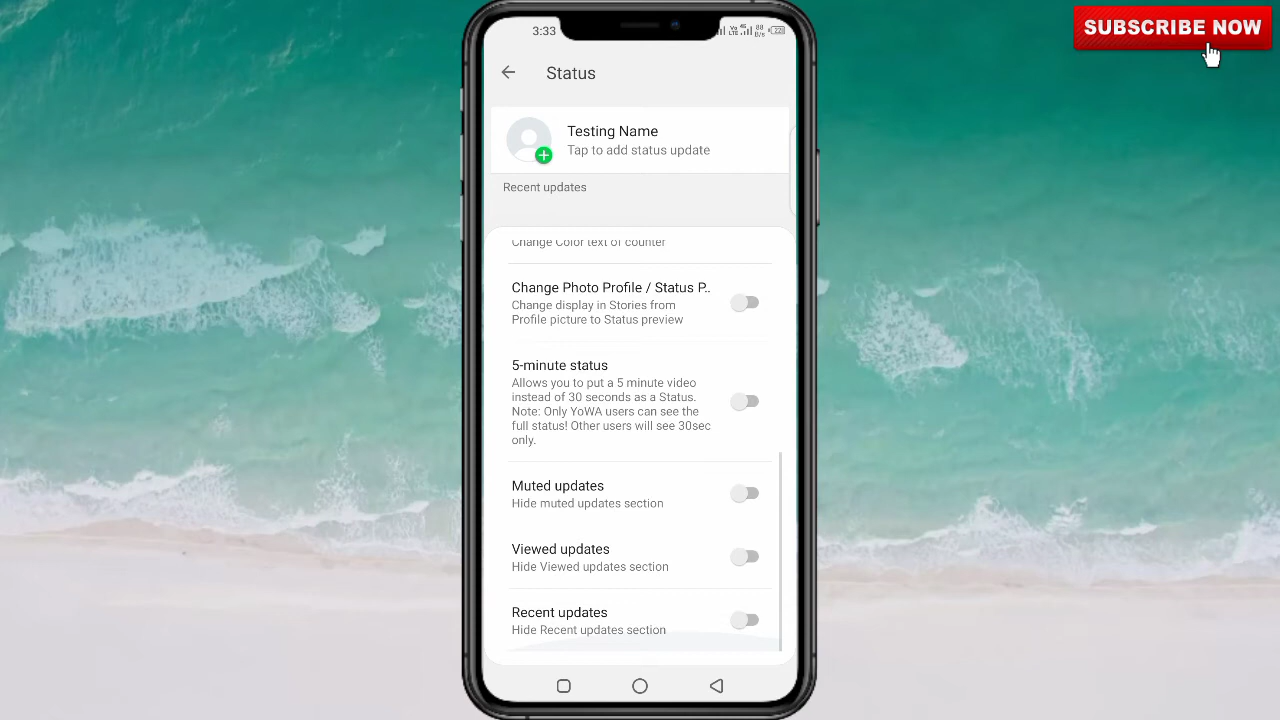 SUBSCRIBE NOW
3:33
Status
Testing Name
Tap to add status update
Recent updates
Change Color text of counter
Change Photo Profile / Status P..
Change display in Stories from
Profile picture to Status preview
5-minute status
Allows you to put a 5 minute video
instead of 30 seconds as a Status.
Note: Only YoWA users can see the
full status! Other users will see 30sec
only.
Muted updates
Hide muted updates section
Viewed updates
Hide Viewed updates section
Recent updates
Hide Recent updates section